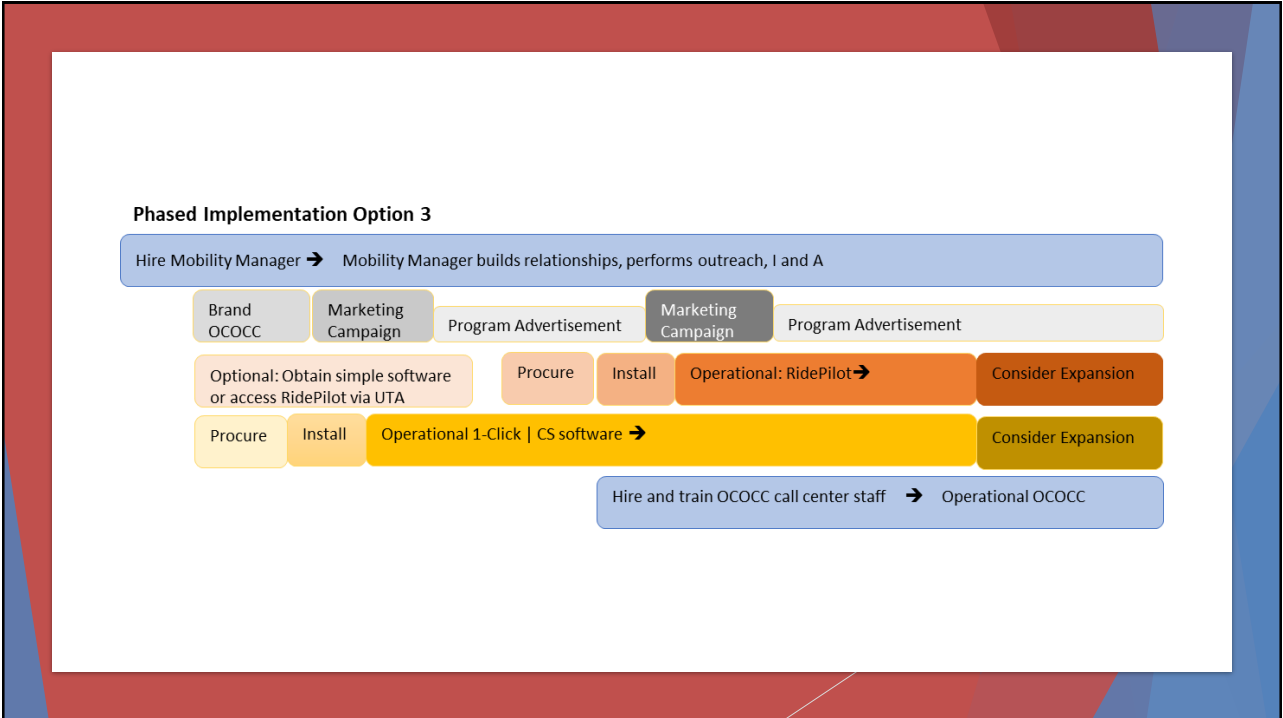 Phased Implementation Option 3
Hire Mobility Manager ➔ Mobility Manager builds relationships, performs outreach, I and A
Brand
OCOCC
Marketing
Campaign
Program Advertisement
Marketing
Campaign
Program Advertisement
Optional: Obtain simple software
or access RidePilot via UTA
Procure
Install
Operational: RidePilot➔
Consider Expansion
Procure
Install
Operational 1-Click | CS software ➔
Consider Expansion
Hire and train OCOCC call center staff ➔ Operational OCOCC